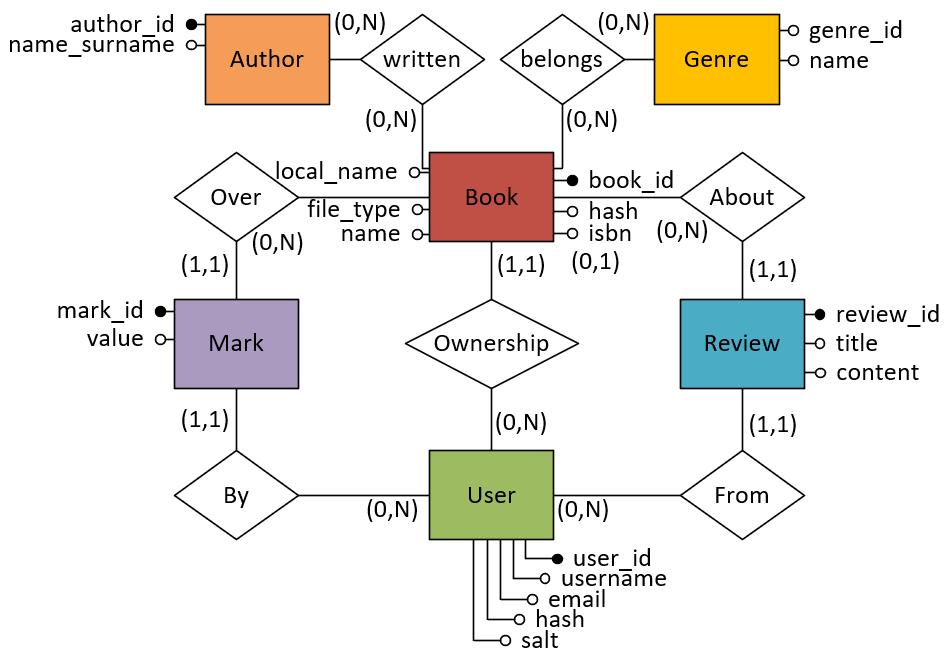 author_id
name_surname
Author
(0,N)
written
(0,N)
belongs
(0,N)
Genre
genre_id
name
(0,N)
(0,N)
local_name
file_type
name
Book
book_id
hash
isbn
(0,1)
Over
(0,N)
(1,1)
(1,1)
About
(0,N)
(1,1)
mark_id
value
Mark
Ownership
Review
review_id
title
content
(1,1)
(0,N)
(1,1)
By
(0,N)
User
(0,N)
From
user_id
username
email
hash
salt